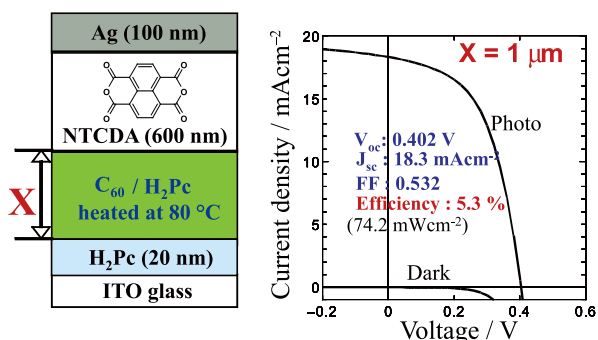 Ag (100 nm)
O O
O O
O O
NTCDA (600 nm)
X
C60 / H2Pc
heated at 80 °C
H2Pc (20 nm)
ITO glass
Current density / mAcm−2
20
15
10
5
0
X = 1 μm
Photo
Voc: 0.402 V
Jsc: 18.3 mAcm-2
FF : 0.532
Efficiency : 5.3 %
(74.2 mWcm−2)
Dark
−0.2 0 0.2 0.4 0.6
Voltage / V